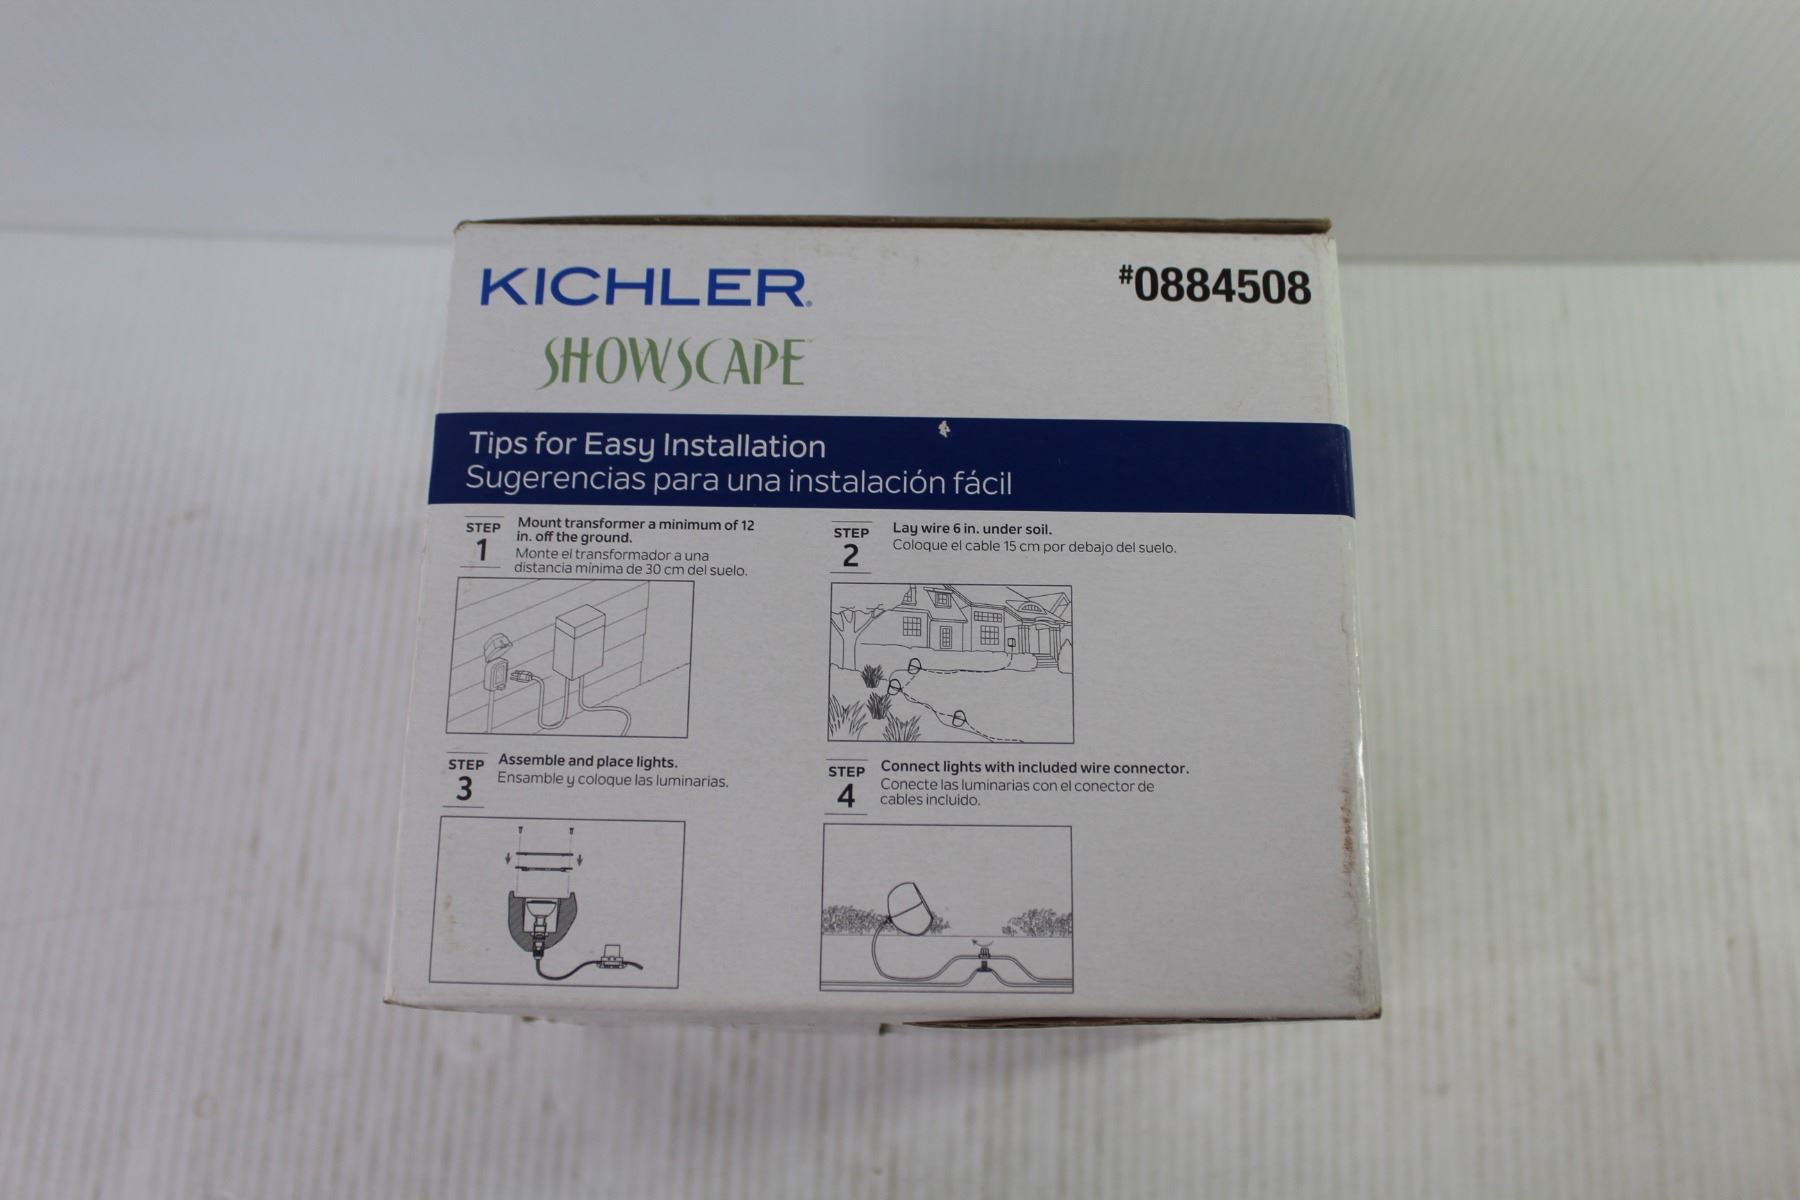 KICHLER®
#0884508
SHOWSCAPE™
Tips for Easy Installation
Sugerencias para una instalación fácil
STEP
1
Mount transformer a minimum of 12
in. off the ground.
Monte el transformador a una
distancia mínima de 30 cm del suelo.
STEP
2
Lay wire 6 in. under soil.
Coloque el cable 15 cm por debajo del suelo.
STEP
3
Assemble and place lights.
Ensamble y coloque las luminarias.
STEP
4
Connect lights with included wire connector.
Conecte las luminarias con el conector de
cables incluido.